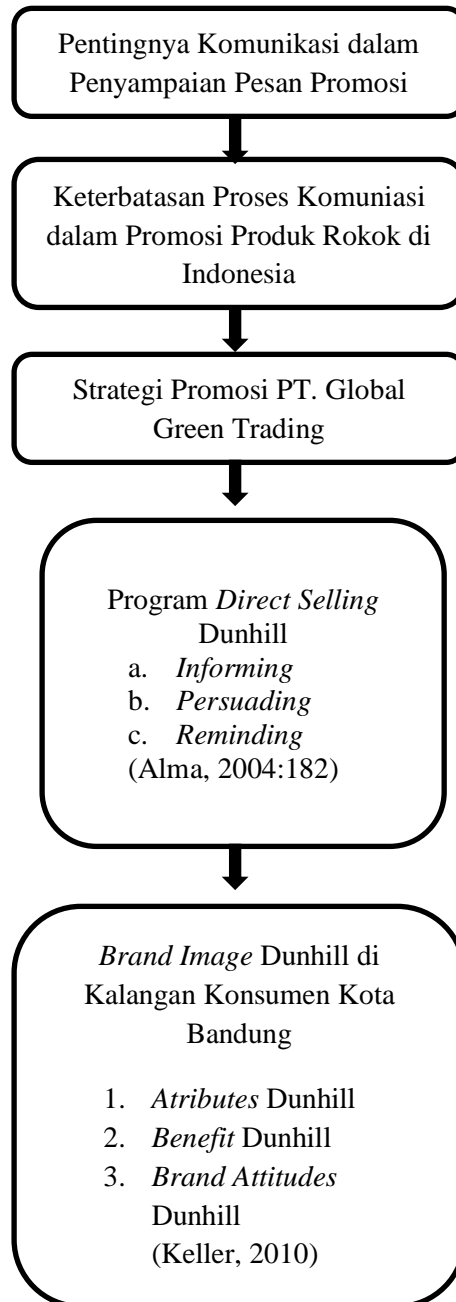 Pentingnya Komunikasi dalam
Penyampaian Pesan Promosi
Keterbatasan Proses Komuniasi
dalam Promosi Produk Rokok di
Indonesia
Strategi Promosi PT. Global
Green Trading
Program Direct Selling
Dunhill
a. Informing
b. Persuading
c. Reminding
(Alma, 2004:182)
Brand Image Dunhill di
Kalangan Konsumen Kota
Bandung
1. Atributes Dunhill
2. Benefit Dunhill
3. Brand Attitudes
Dunhill
(Keller, 2010)